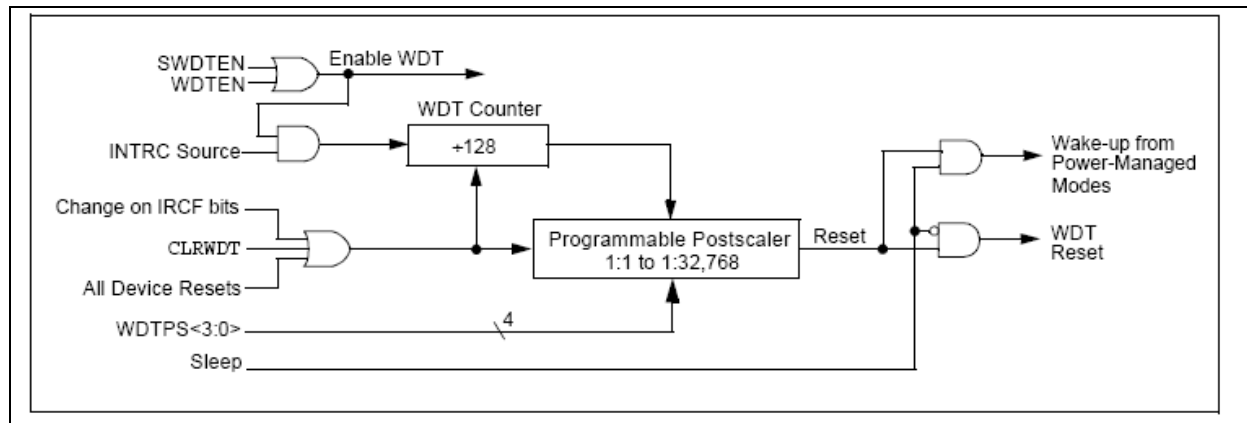 SWDTEN
WDTEN
Enable WDT
WDT Counter
÷128
INTRC Source
Wake-up from
Power-Managed
Modes
Change on IRCF bits
CLRWDT
All Device Resets
Programmable Postscaler
1:1 to 1:32,768
Reset
WDT
Reset
WDTPS<3:0>
4
Sleep